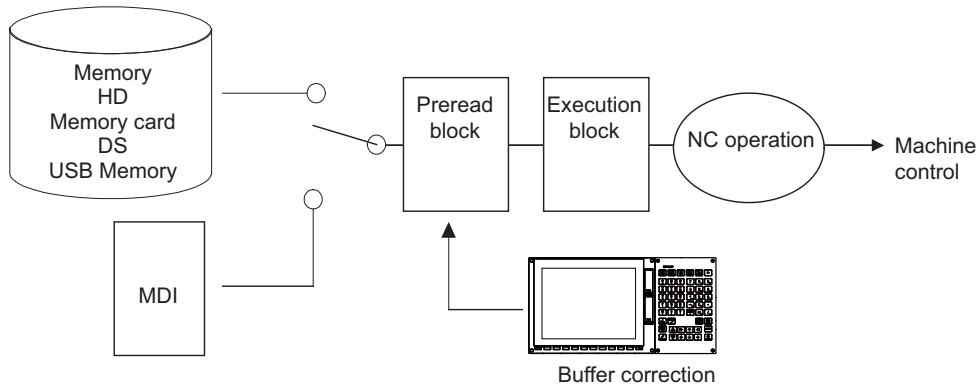 Memory
HD
Memory card
DS
USB Memory
Preread
block
Execution
block
NC operation
Machine
control
MDI
Buffer correction